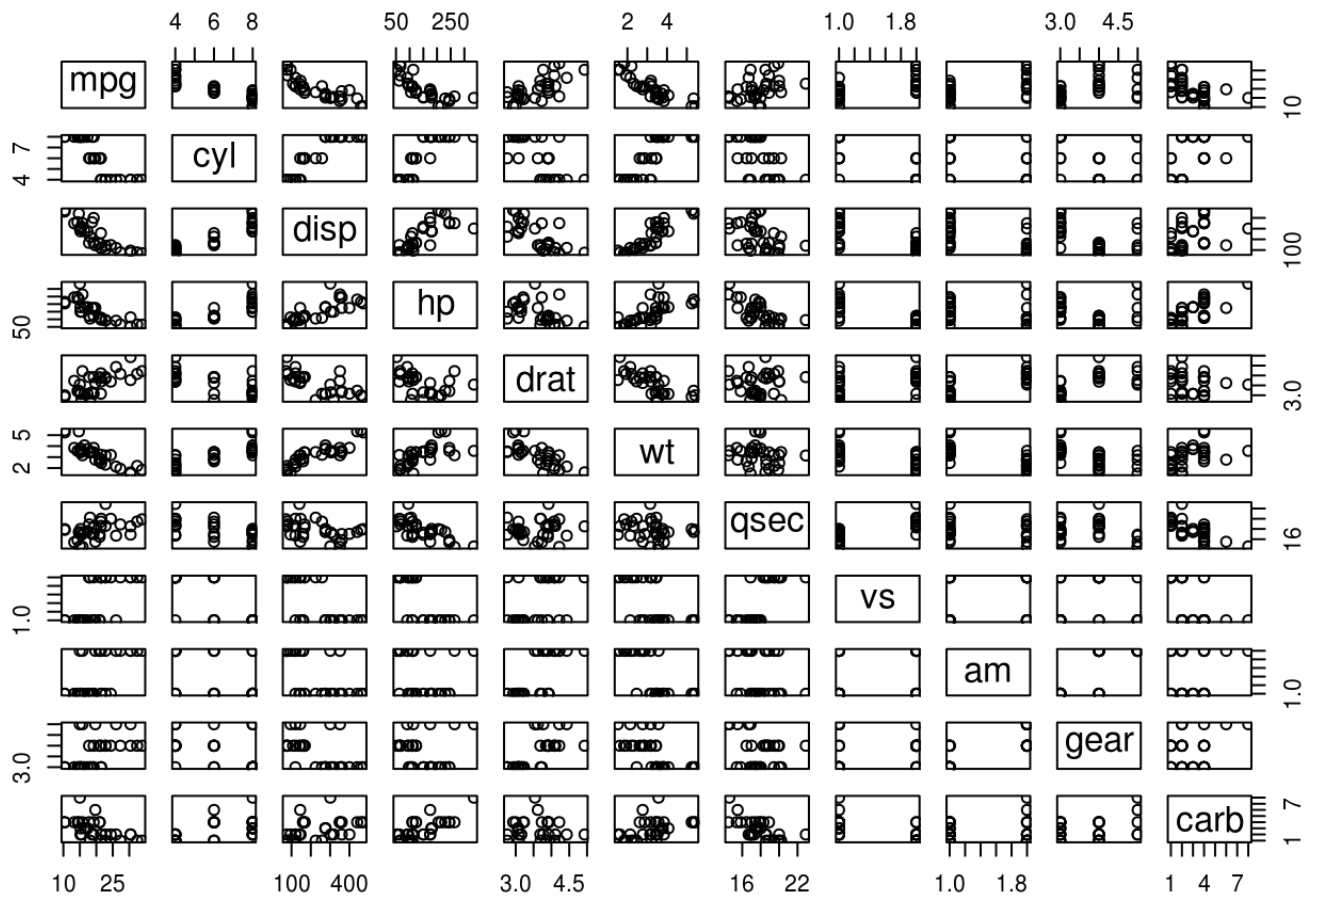 4 6 8 50 250 2 4 1.0 1.8 3.0 4.5
mpg 10
4 7 cyl
disp 100
50 hp
drat 3.0
2 5 wt
qsec 16
1.0 vs
am 1.0
3.0 gear
carb 1 7
10 25 100 400 3.0 4.5 16 22 1.0 1.8 1 4 7